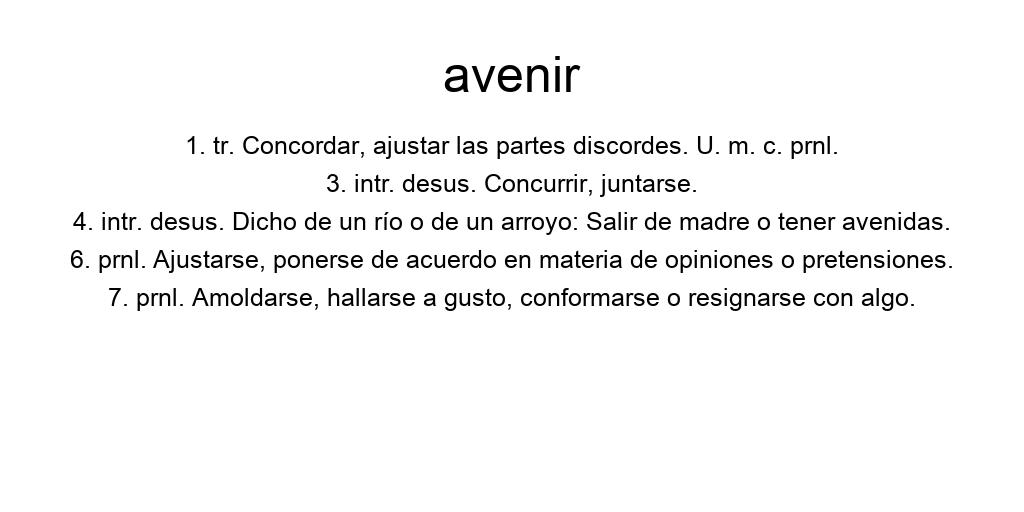 avenir
1. tr. Concordar, ajustar las partes discordes. U. m. c. prnl.
3. intr. desus. Concurrir, juntarse.
4. intr. desus. Dicho de un río o de un arroyo: Salir de madre o tener avenidas.
6. prnl. Ajustarse, ponerse de acuerdo en materia de opiniones o pretensiones.
7. prnl. Amoldarse, hallarse a gusto, conformarse o resignarse con algo.